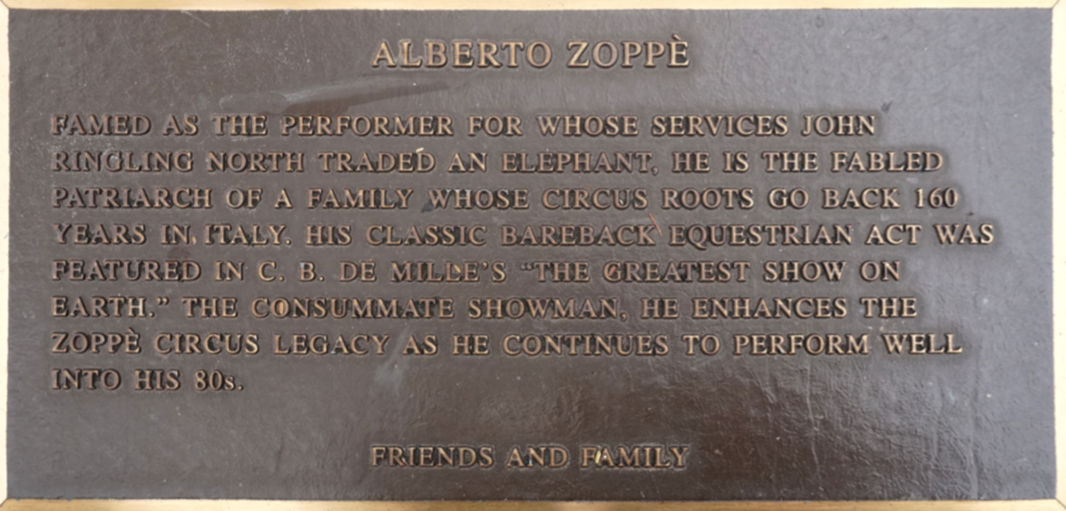 ALBERTO ZOPPÈ
FAMED AS THE PERFORMER FOR WHOSE SERVICES JOHN
RINGLING NORTH TRADED AN ELEPHANT, HE IS THE FABLED
PATRIARCH OF A FAMILY WHOSE CIRCUS ROOTS GO BACK 160
YEARS IN ITALY. HIS CLASSIC BAREBACK EQUESTRIAN ACT WAS
FEATURED IN C. B. DE MILLE'S "THE GREATEST SHOW ON
EARTH." THE CONSUMMATE SHOWMAN, HE ENHANCES THE
ZOPPÈ CIRCUS LEGACY AS HE CONTINUES TO PERFORM WELL
INTO HIS 80s.
FRIENDS AND FAMILY